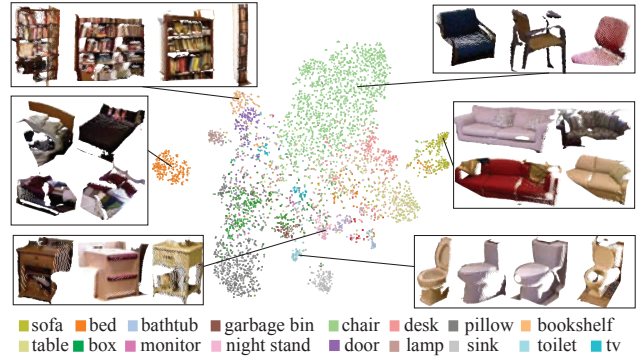 sofa bed bathtub garbage bin chair desk pillow bookshelf
table box monitor night stand door lamp sink toilet tv